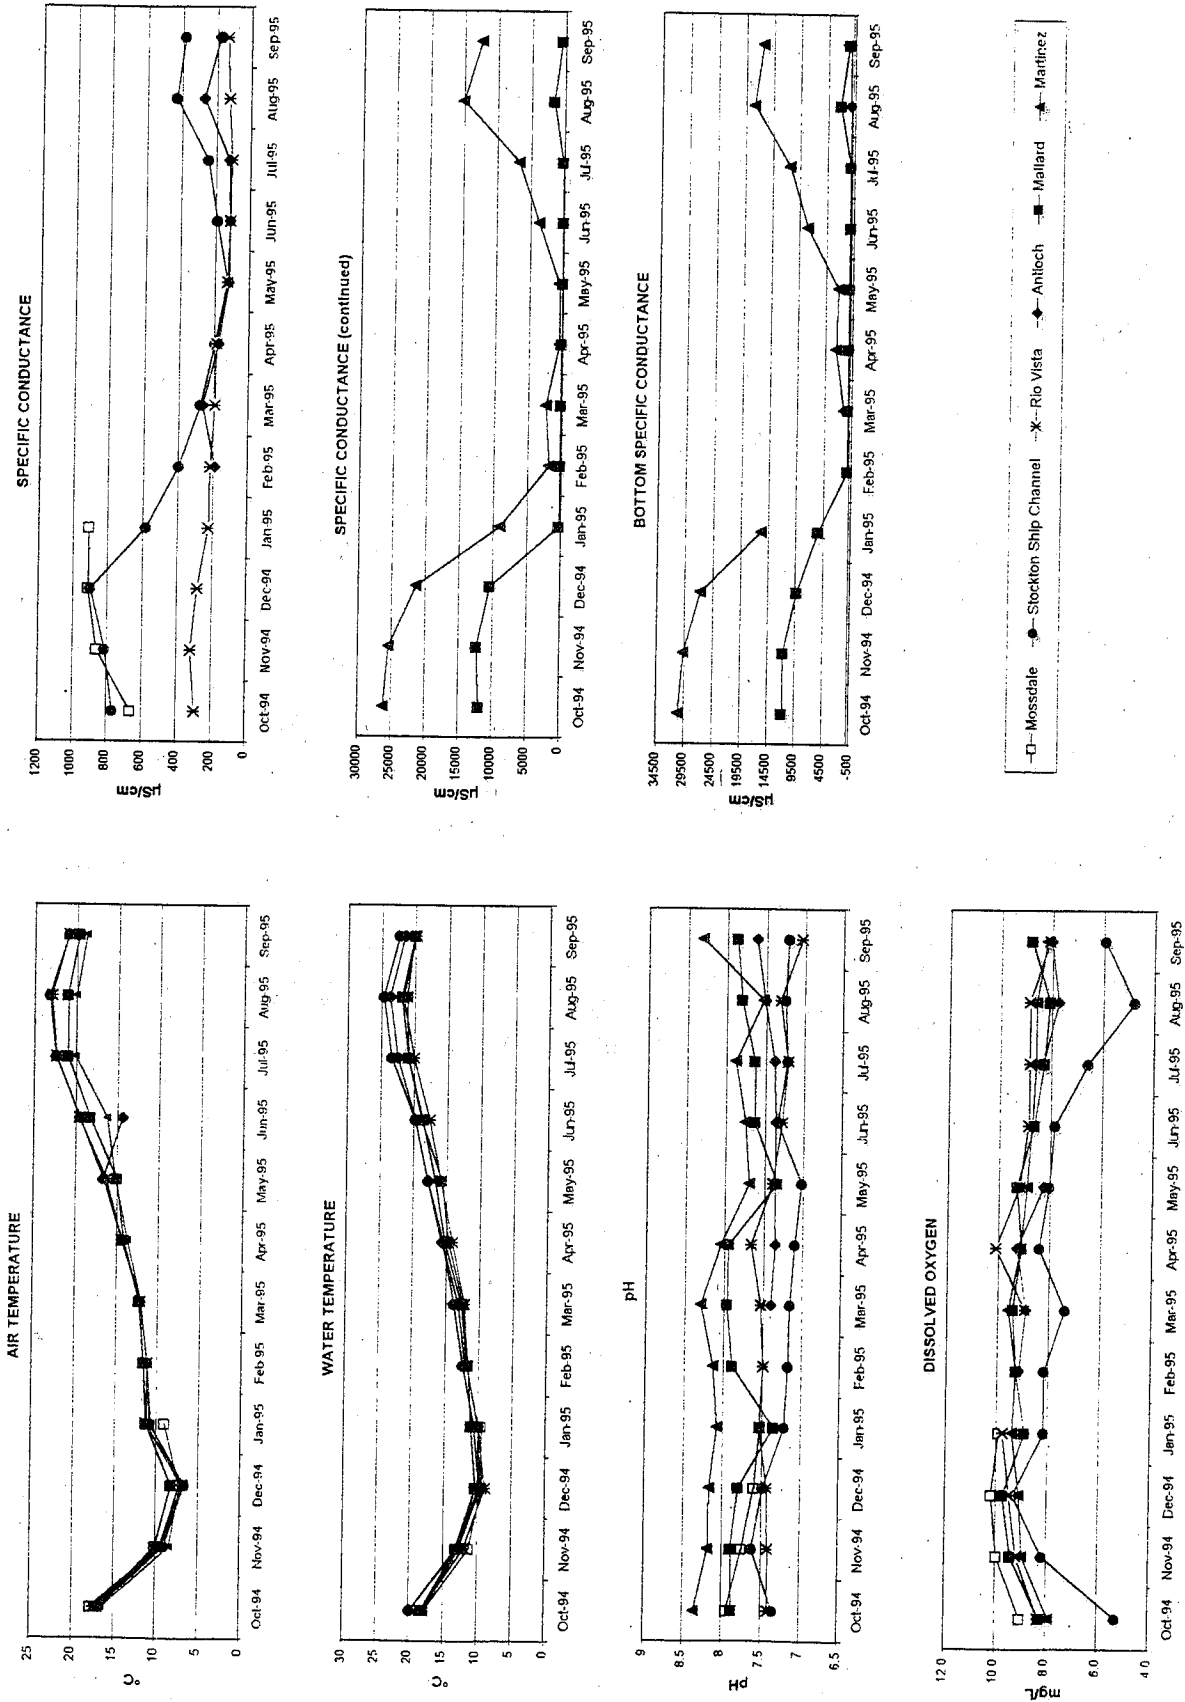 AIR TEMPERATURE
25
20
15
10
5
0
°C
Oct-94 Nov-94 Dec-94 Jan-95 Feb-95 Mar-95 Apr-95 May-95 Jun-95 Jul-95 Aug-95 Sep-95
WATER TEMPERATURE
30
25
20
15
10
5
0
°C
Oct-94 Nov-94 Dec-94 Jan-95 Feb-95 Mar-95 Apr-95 May-95 Jun-95 Jul-95 Aug-95 Sep-95
pH
9
8.5
8
7.5
7
6.5
pH
Oct-94 Nov-94 Dec-94 Jan-95 Feb-95 Mar-95 Apr-95 May-95 Jun-95 Jul-95 Aug-95 Sep-95
DISSOLVED OXYGEN
12.0
10.0
8.0
6.0
4.0
mg/L
Oct-94 Nov-94 Dec-94 Jan-95 Feb-95 Mar-95 Apr-95 May-95 Jun-95 Jul-95 Aug-95 Sep-95
SPECIFIC CONDUCTANCE
1200
1000
800
600
400
200
0
µS/cm
Oct-94 Nov-94 Dec-94 Jan-95 Feb-95 Mar-95 Apr-95 May-95 Jun-95 Jul-95 Aug-95 Sep-95
SPECIFIC CONDUCTANCE (continued)
30000
25000
20000
15000
10000
5000
0
µS/cm
Oct-94 Nov-94 Dec-94 Jan-95 Feb-95 Mar-95 Apr-95 May-95 Jun-95 Jul-95 Aug-95 Sep-95
BOTTOM SPECIFIC CONDUCTANCE
34500
29500
24500
19500
14500
9500
4500
-500
µS/cm
Oct-94 Nov-94 Dec-94 Jan-95 Feb-95 Mar-95 Apr-95 May-95 Jun-95 Jul-95 Aug-95 Sep-95
Mossdale Stockton Ship Channel Rio Vista Antioch Mallard Martinez